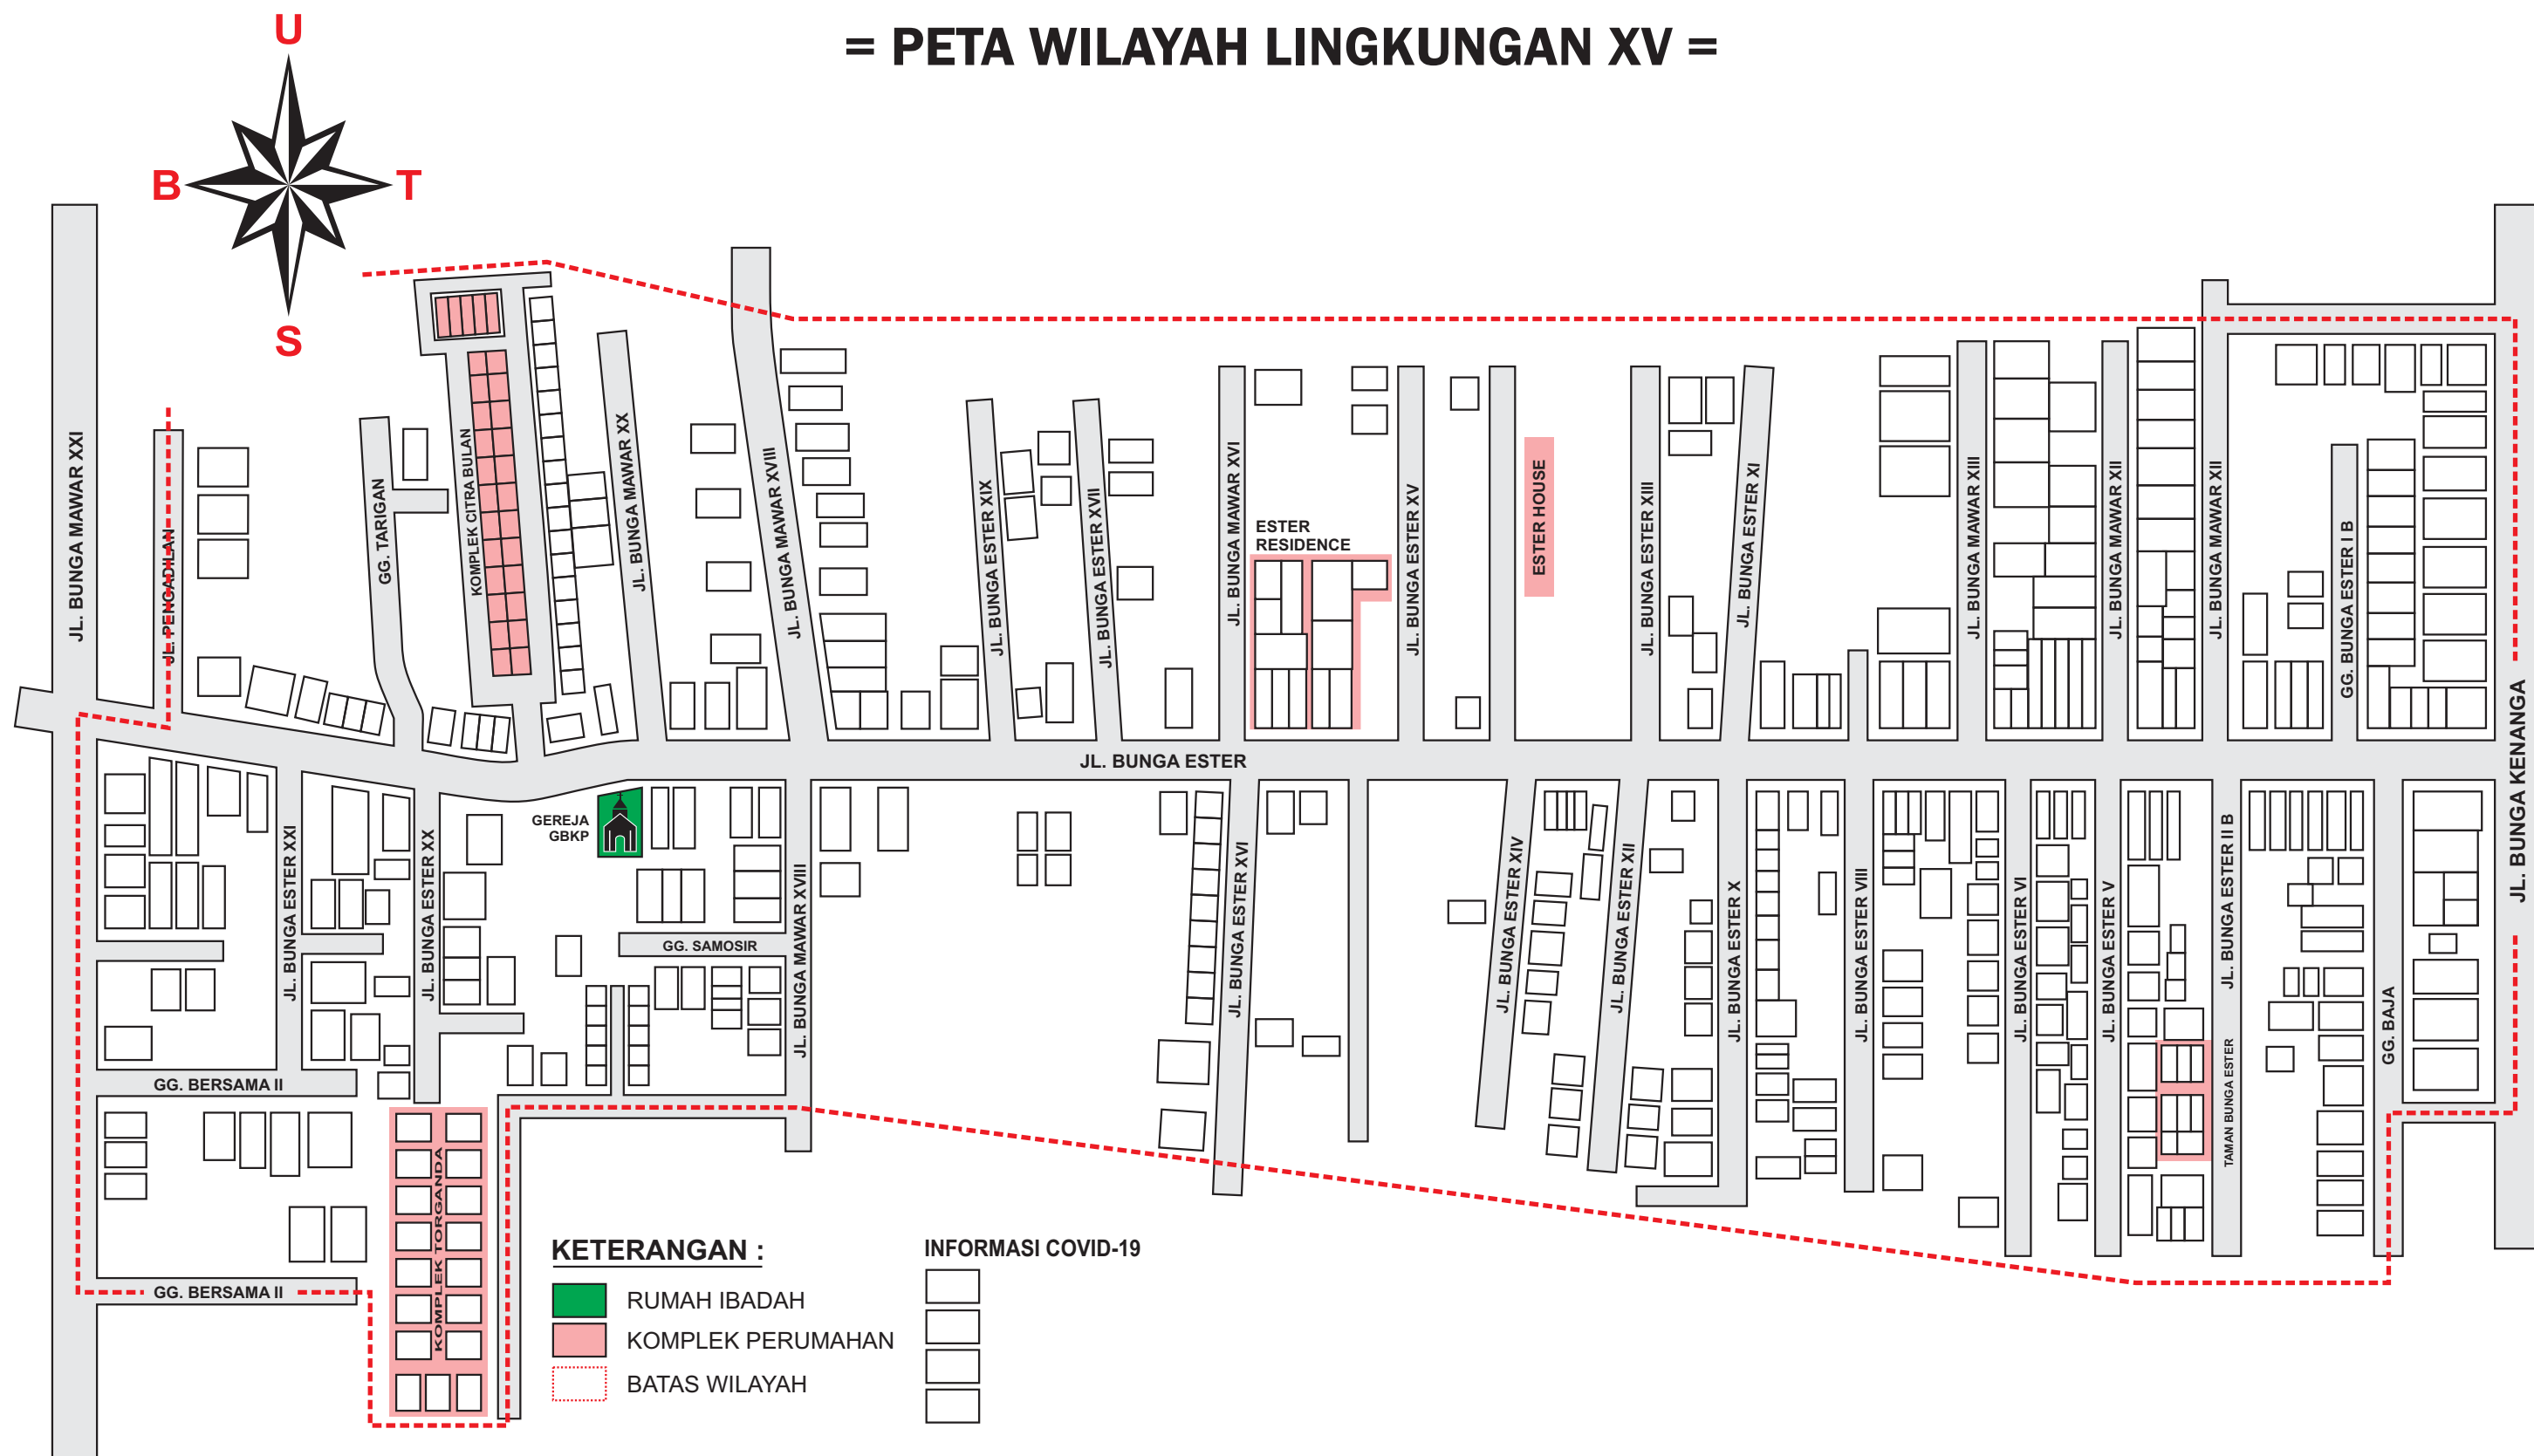 = PETA WILAYAH LINGKUNGAN XV =
U
B
T
S
JL. BUNGA MAWAR XXI
JL. PENGADILAN
GG. TARIGAN
KOMPLEK CITRA BULAN
JL. BUNGA MAWAR XX
JL. BUNGA MAWAR XVIII
JL. BUNGA ESTER XIX
JL. BUNGA ESTER XVII
JL. BUNGA MAWAR XVI
ESTER
RESIDENCE
JL. BUNGA ESTER XV
ESTER HOUSE
JL. BUNGA ESTER XIII
JL. BUNGA ESTER XI
JL. BUNGA MAWAR XIII
JL. BUNGA MAWAR XII
JL. BUNGA MAWAR XII
GG. BUNGA ESTER I B
JL. BUNGA KENANGA
JL. BUNGA ESTER
GEREJA
GBKP
JL. BUNGA ESTER XXI
JL. BUNGA ESTER XX
GG. SAMOSIR
JL. BUNGA MAWAR XVIII
JL. BUNGA ESTER XVI
JL. BUNGA ESTER XIV
JL. BUNGA ESTER XII
JL. BUNGA ESTER X
JL. BUNGA ESTER VIII
JL. BUNGA ESTER VI
JL. BUNGA ESTER V
JL. BUNGA ESTER II B
TAMAN BUNGA ESTER
GG. BAJA
GG. BERSAMA II
KOMPLEK TORGANDA
GG. BERSAMA II
KETERANGAN :
RUMAH IBADAH
KOMPLEK PERUMAHAN
BATAS WILAYAH
INFORMASI COVID-19